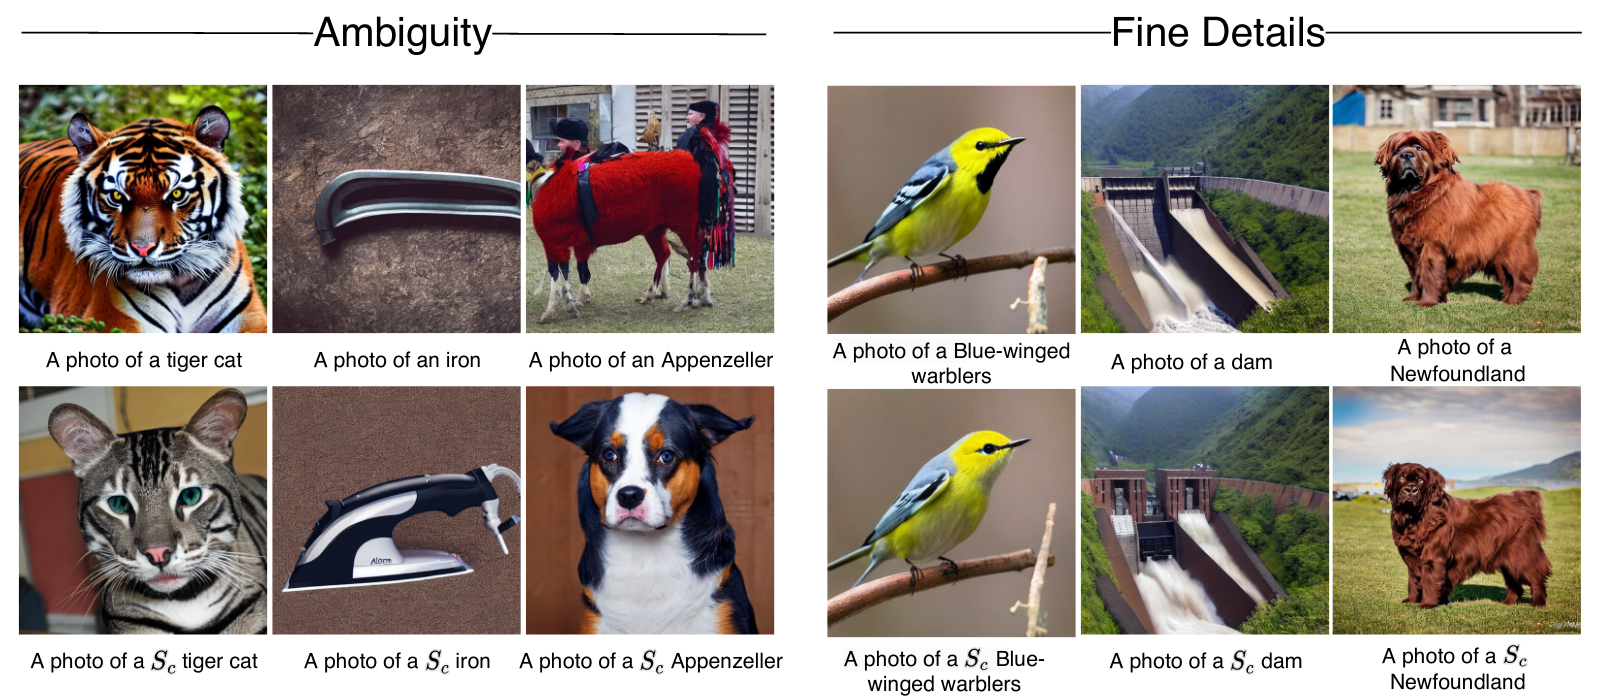 Ambiguity
Fine Details
A photo of a tiger cat
A photo of an iron
A photo of an Appenzeller
A photo of a Blue-winged
warblers
A photo of a dam
A photo of a
Newfoundland
A photo of a S_c tiger cat
A photo of a S_c iron
A photo of a S_c Appenzeller
A photo of a S_c Blue-
winged warblers
A photo of a S_c dam
A photo of a S_c
Newfoundland